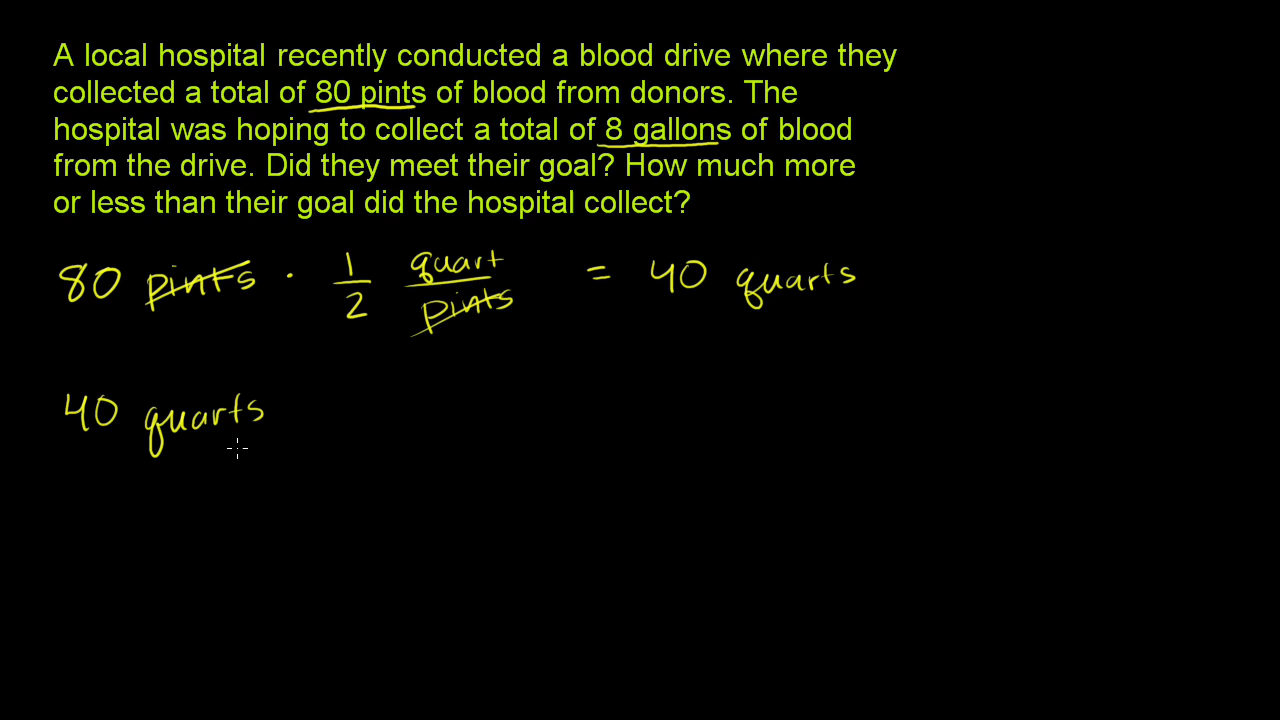 A local hospital recently conducted a blood drive where they
collected a total of 80 pints of blood from donors. The
hospital was hoping to collect a total of 8 gallons of blood
from the drive. Did they meet their goal? How much more
or less than their goal did the hospital collect?
80 pints · 1/2 quart/pints = 40 quarts
40 quarts